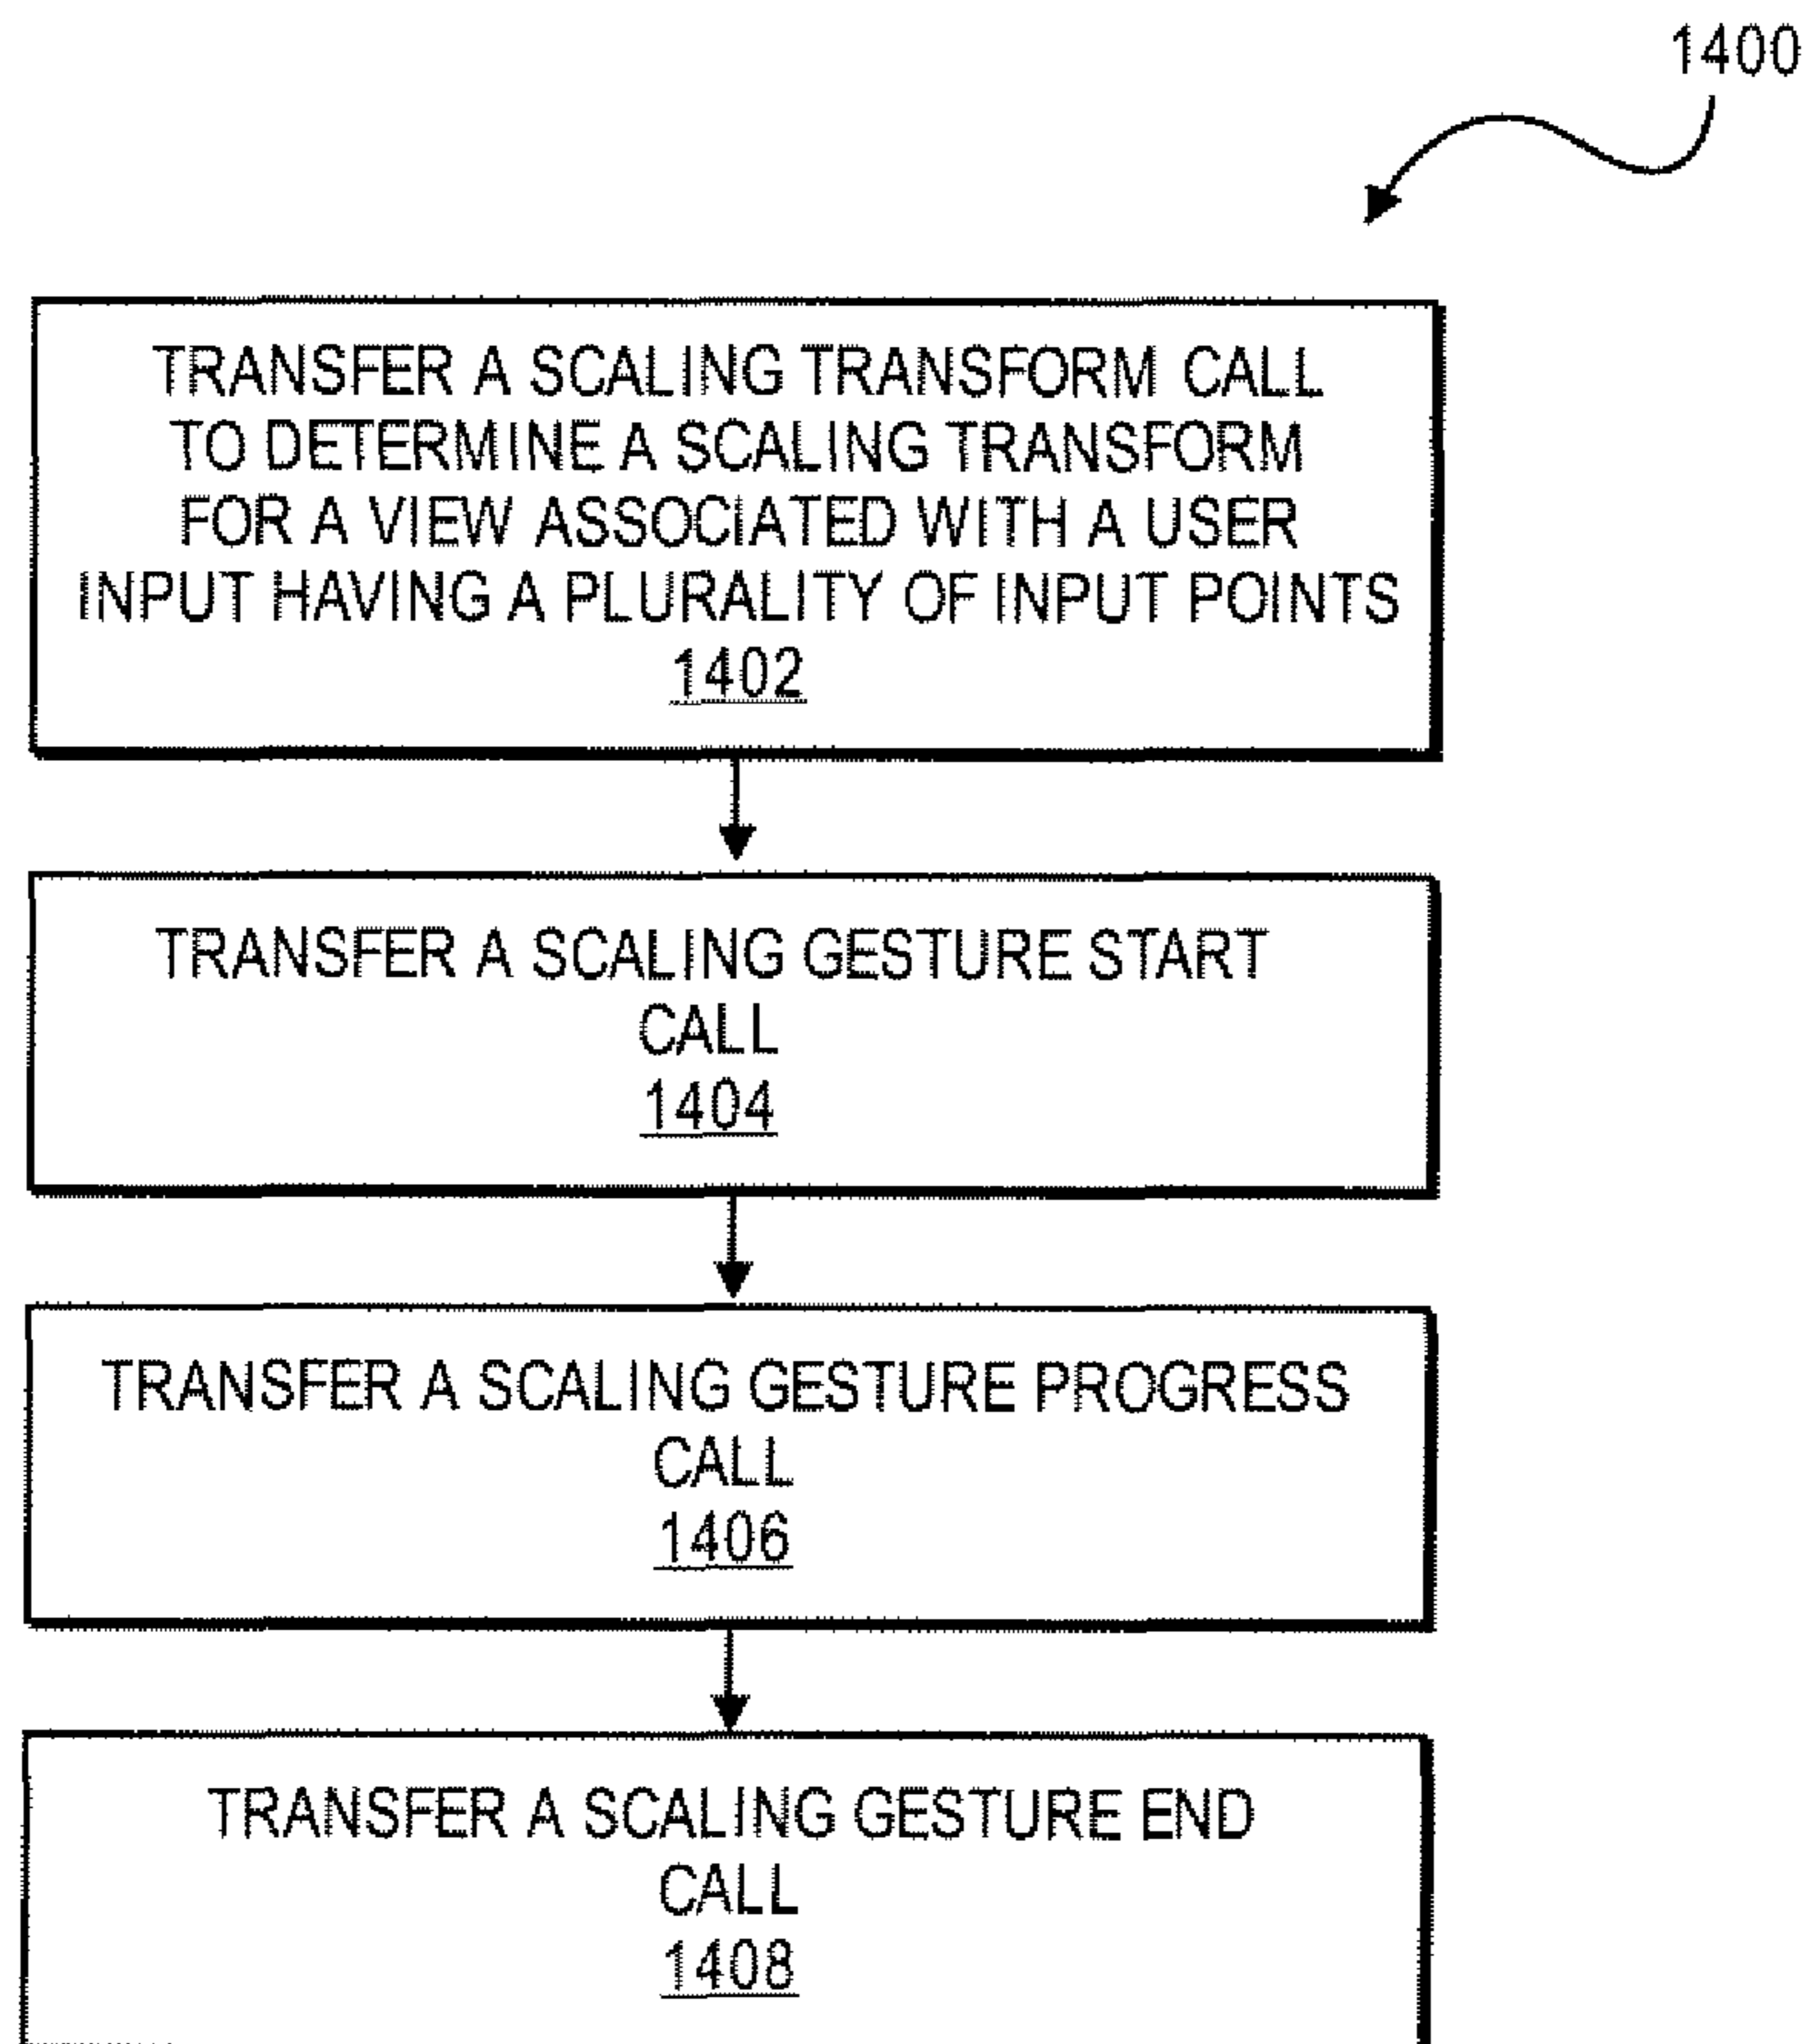 1400
TRANSFER A SCALING TRANSFORM CALL
TO DETERMINE A SCALING TRANSFORM
FOR A VIEW ASSOCIATED WITH A USER
INPUT HAVING A PLURALITY OF INPUT POINTS
1402
TRANSFER A SCALING GESTURE START
CALL
1404
TRANSFER A SCALING GESTURE PROGRESS
CALL
1406
TRANSFER A SCALING GESTURE END
CALL
1408